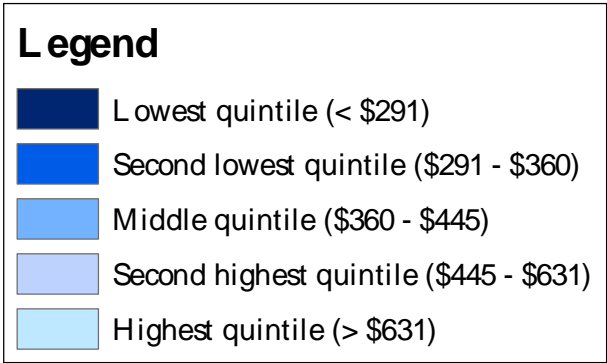 Legend
Lowest quintile (< $291)
Second lowest quintile ($291 - $360)
Middle quintile ($360 - $445)
Second highest quintile ($445 - $631)
Highest quintile (> $631)